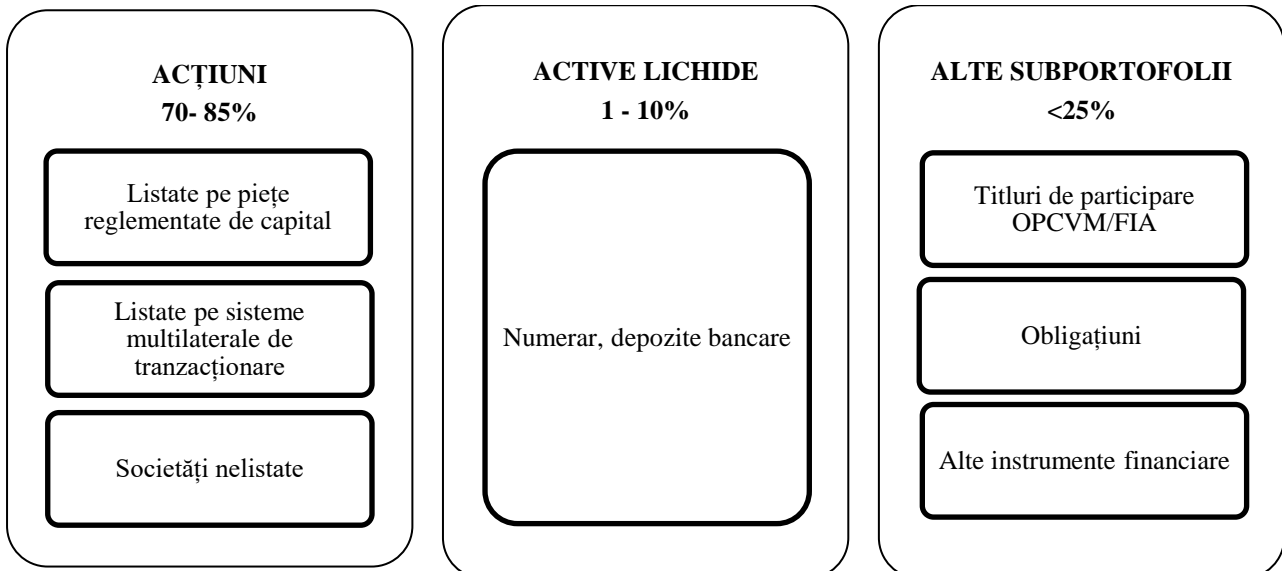 ACȚIUNI
70- 85%
Listate pe piețe
reglementate de capital
Listate pe sisteme
multilaterale de
tranzacționare
Societăți nelistate
ACTIVE LICHIDE
1 - 10%
Numerar, depozite bancare
ALTE SUBPORTOFOLII
<25%
Titluri de participare
OPCVM/FIA
Obligațiuni
Alte instrumente financiare